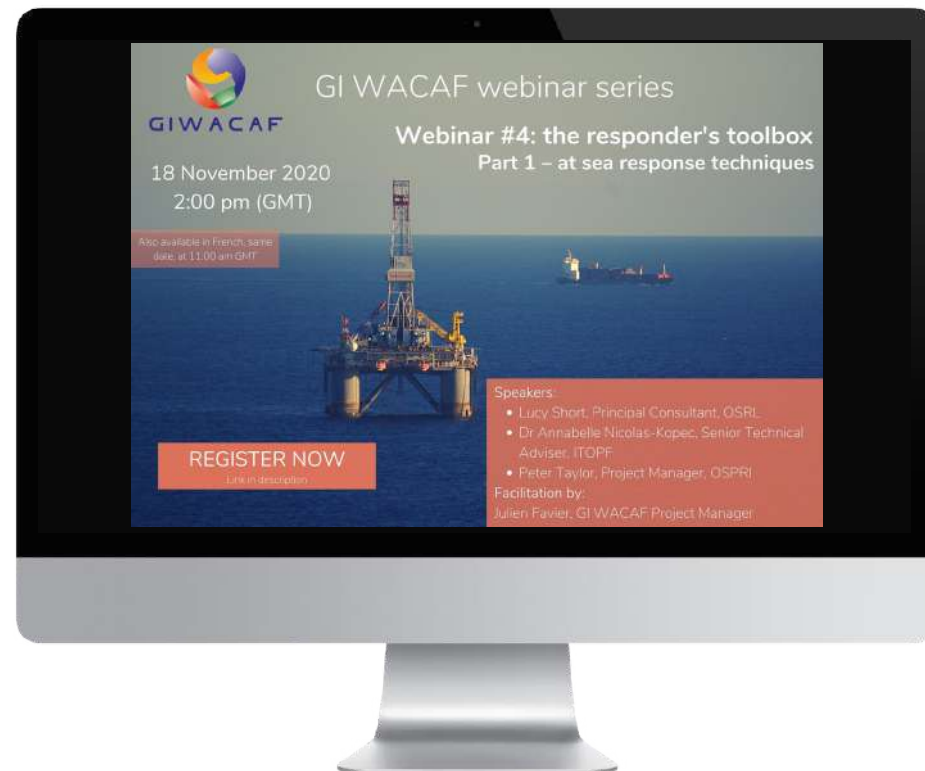 GIWACAF
GI WACAF webinar series
Webinar #4: the responder's toolbox
Part 1 – at sea response techniques
18 November 2020
2:00 pm (GMT)
Also available in French, same
date, at 11:00 am GMT
Speakers:
• Lucy Short, Principal Consultant, OSRL
• Dr Annabelle Nicolas-Kopec, Senior Technical
Adviser, ITOPF
• Peter Taylor, Project Manager, OSPRI
Facilitation by:
Julien Favier, GI WACAF Project Manager
REGISTER NOW
Link in description